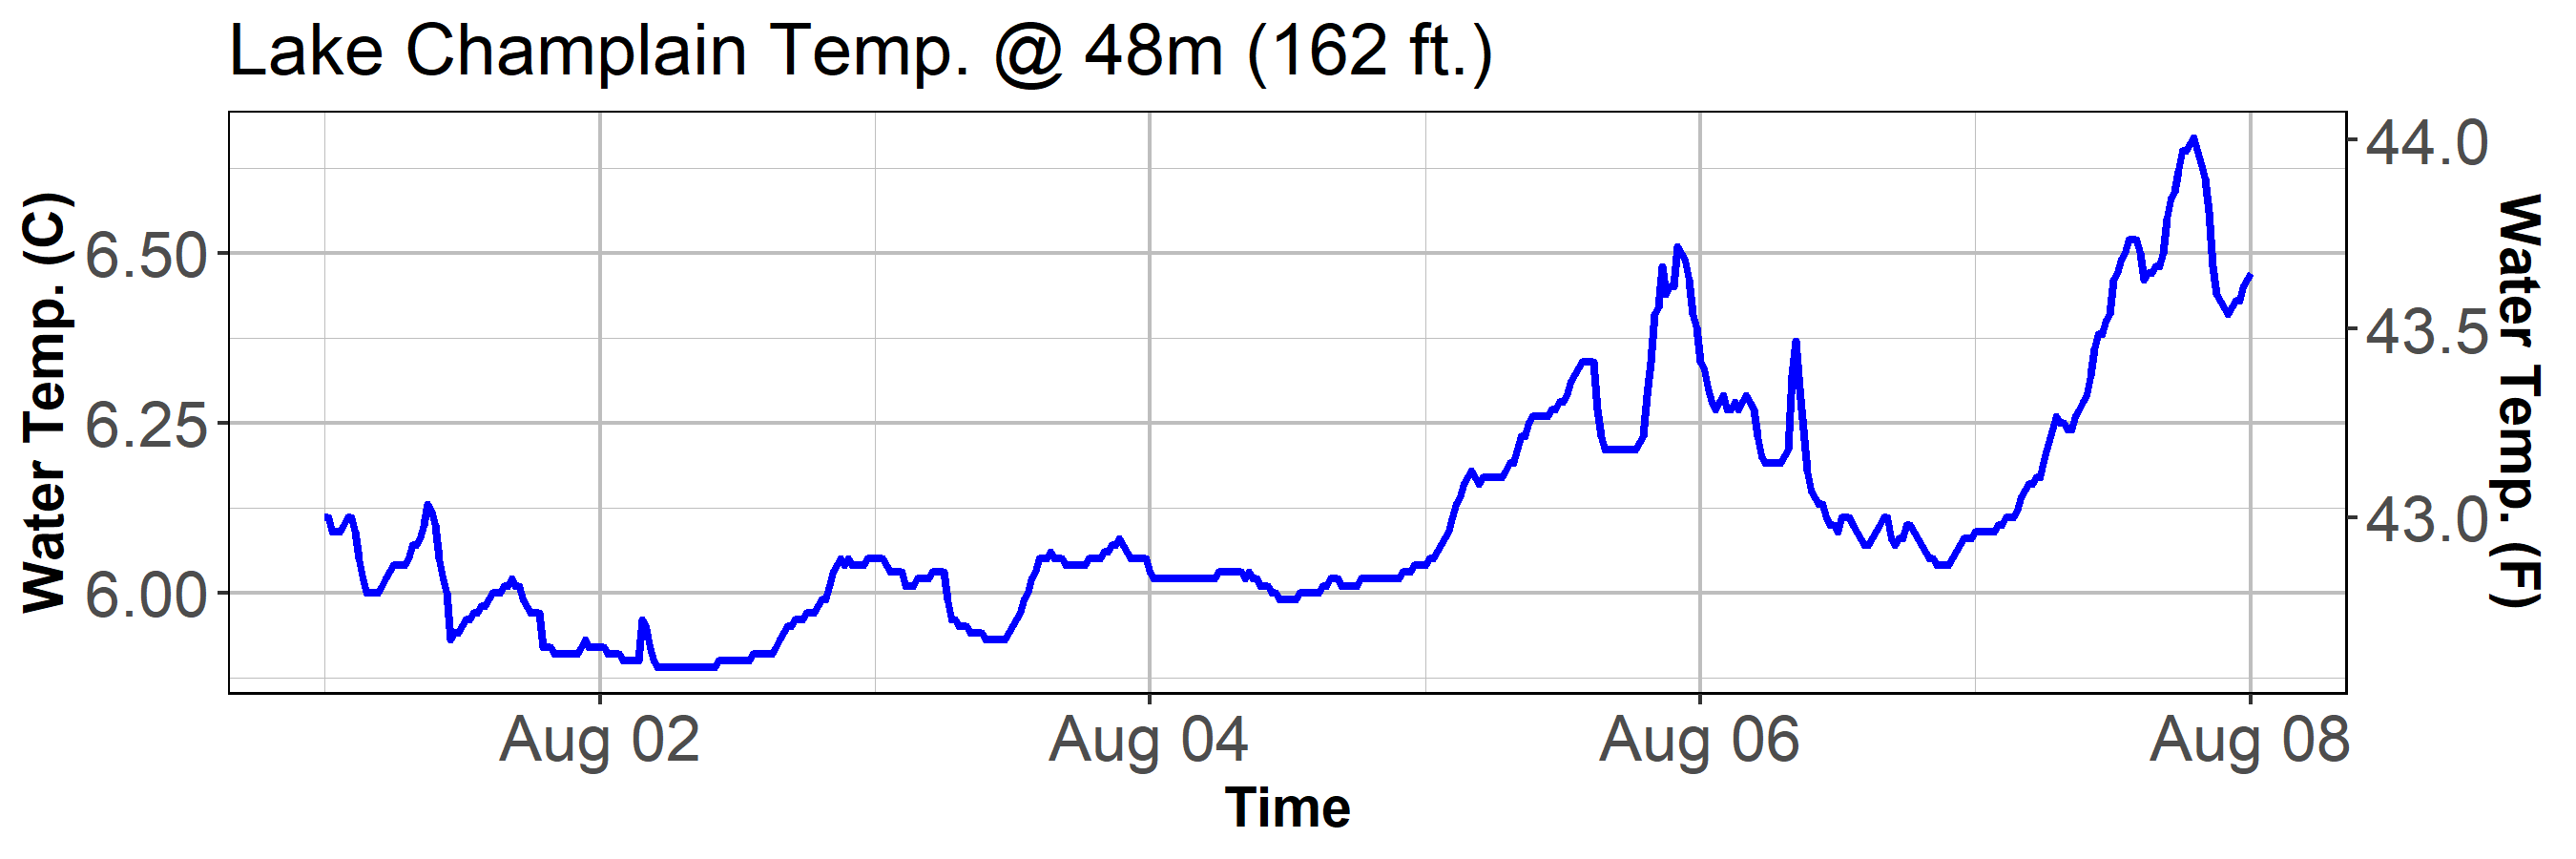 Lake Champlain Temp. @ 48m (162 ft.)
Water Temp. (C)
6.50
6.25
6.00
44.0
43.5
43.0
Water Temp. (F)
Aug 02
Aug 04
Aug 06
Aug 08
Time